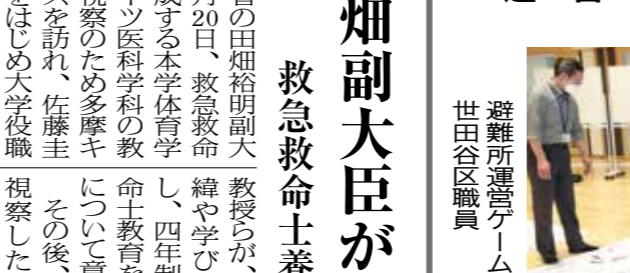 避難所運営ゲーム
世田谷区職員
畑副大臣が
救急救命士養
の田畑裕明副大
月20日、救急救命
成する本学体育学
ツ医科学科の教
視察のため多摩キ
スを訪れ、佐藤圭
をはじめ大学役職
教授らが、
緯や学び
し、四年制
命士教育を
について意
その後、
視察した